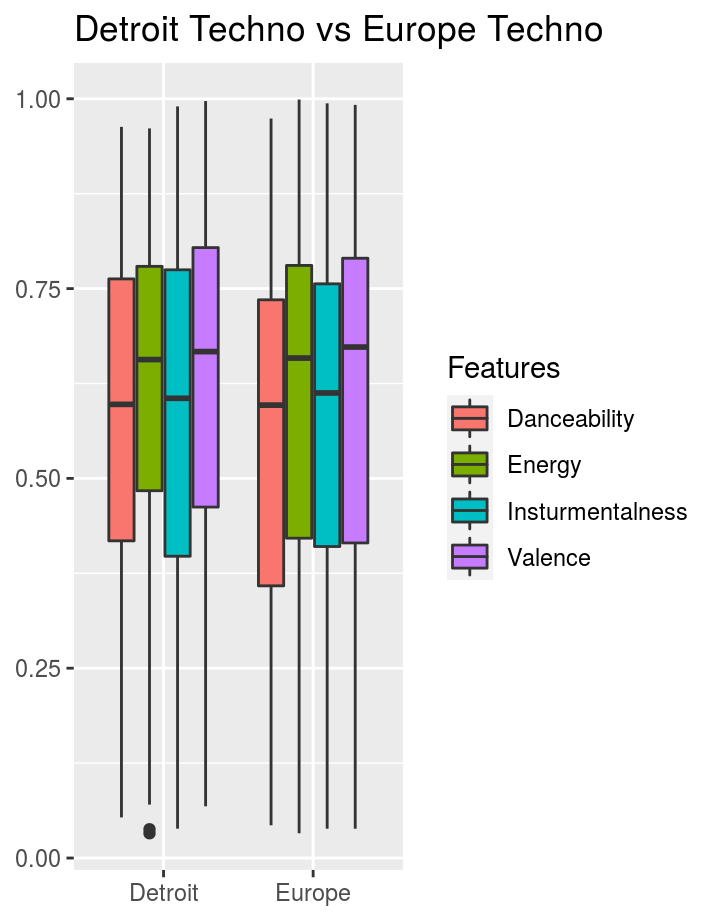 Detroit Techno vs Europe Techno
1.00
0.75
0.50
0.25
0.00
Detroit Europe
Features
Danceability
Energy
Insturmentalness
Valence